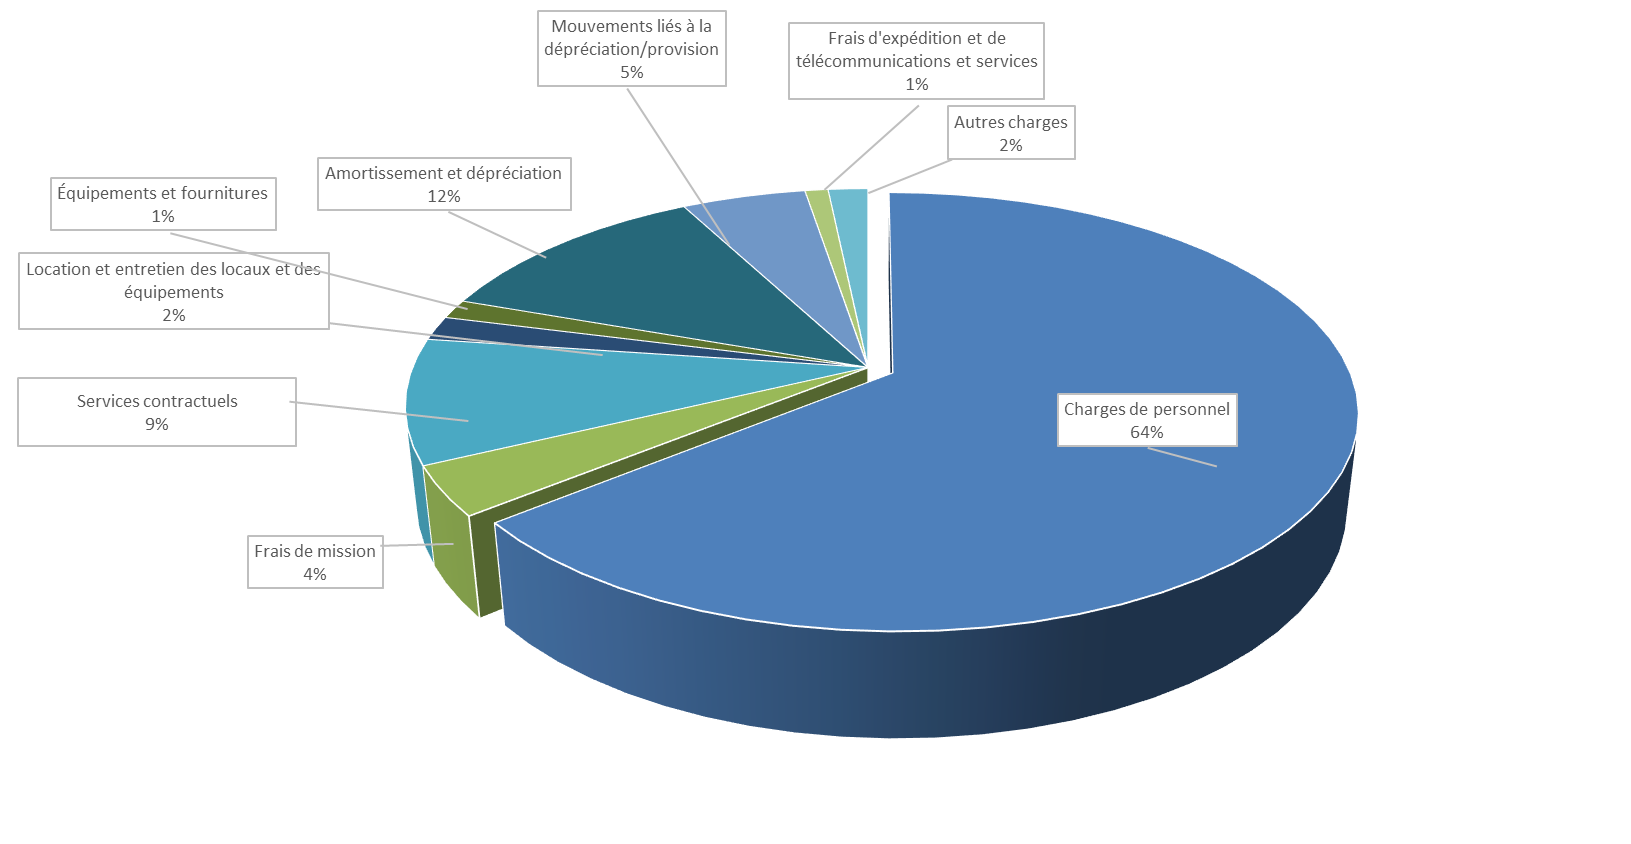 Mouvements liés à la
dépréciation/provision
5%
Frais d'expédition et de
télécommunications et services
1%
Autres charges
2%
Amortissement et dépréciation
12%
Équipements et fournitures
1%
Location et entretien des locaux et des
équipements
2%
Services contractuels
9%
Charges de personnel
64%
Frais de mission
4%